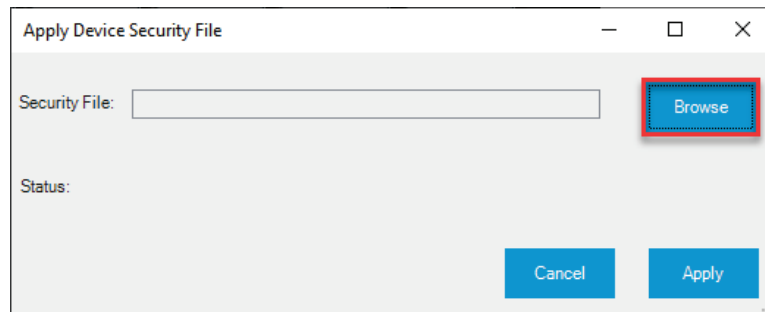 Apply Device Security File
Security File:
Browse
Status:
Cancel
Apply